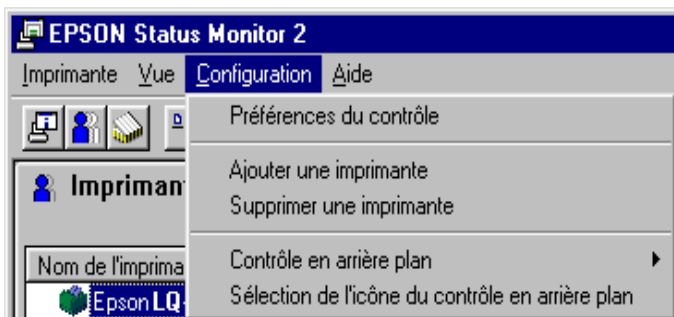 EPSON Status Monitor 2
Imprimante Vue Configuration Aide
Préférences du contrôle
Ajouter une imprimante
Supprimer une imprimante
Contrôle en arrière plan
Sélection de l'icône du contrôle en arrière plan
Impriman
Nom de l'imprima
Epson LQ-